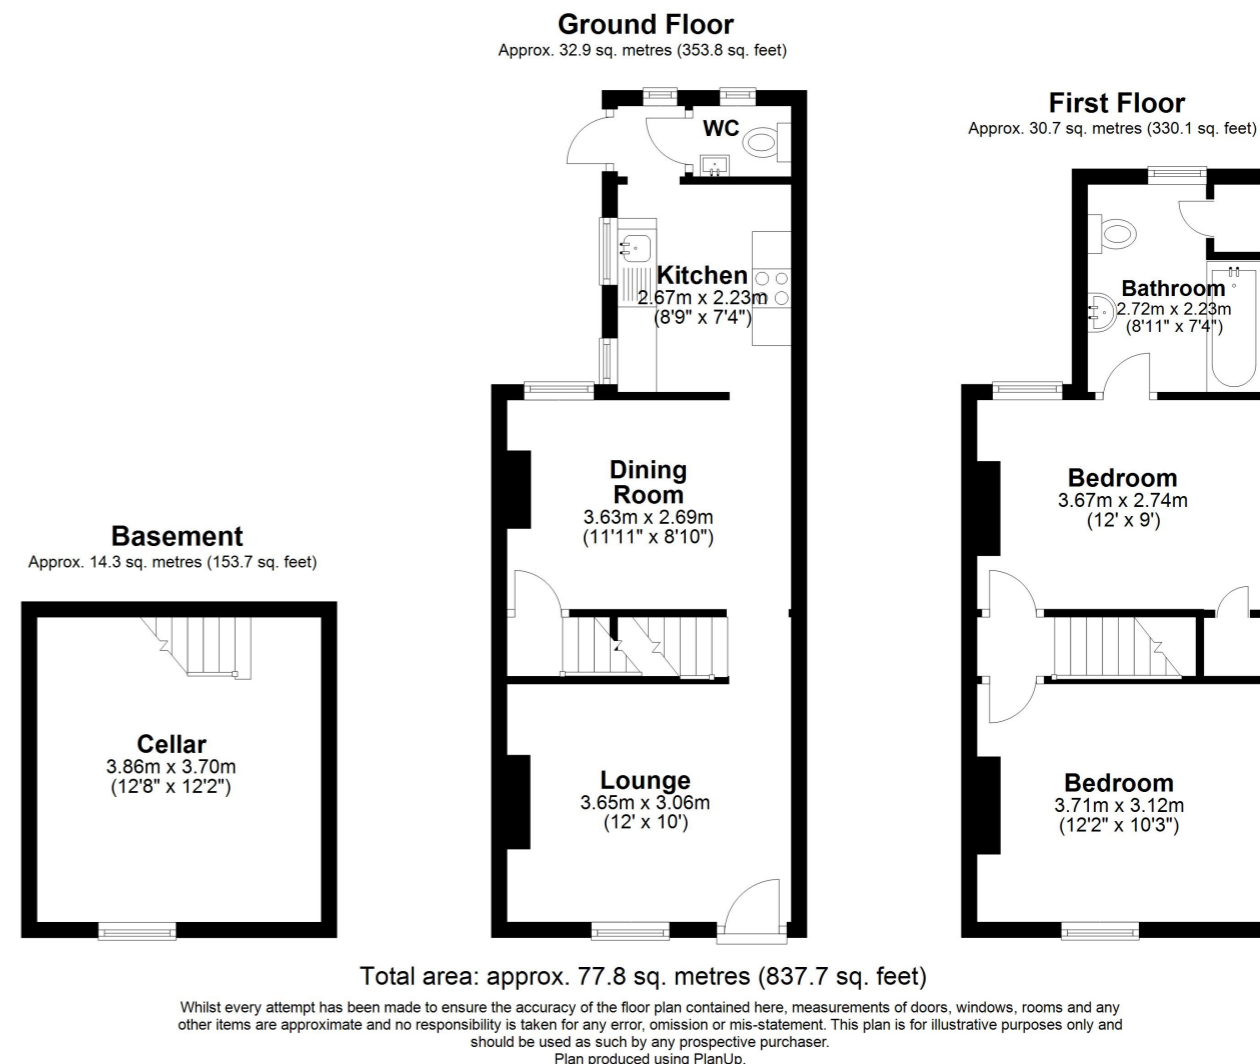 Ground Floor
Approx. 32.9 sq. metres (353.8 sq. feet)
WC
Kitchen
2.67m x 2.23m
(8'9" x 7'4")
Dining
Room
3.63m x 2.69m
(11'11" x 8'10")
Lounge
3.65m x 3.06m
(12' x 10')
First Floor
Approx. 30.7 sq. metres (330.1 sq. feet)
Bathroom
2.72m x 2.23m
(8'11" x 7'4")
Bedroom
3.67m x 2.74m
(12' x 9')
Bedroom
3.71m x 3.12m
(12'2" x 10'3")
Basement
Approx. 14.3 sq. metres (153.7 sq. feet)
Cellar
3.86m x 3.70m
(12'8" x 12'2")
Total area: approx. 77.8 sq. metres (837.7 sq. feet)
Whilst every attempt has been made to ensure the accuracy of the floor plan contained here, measurements of doors, windows, rooms and any
other items are approximate and no responsibility is taken for any error, omission or mis-statement. This plan is for illustrative purposes only and
should be used as such by any prospective purchaser.
Plan produced using PlanUp.